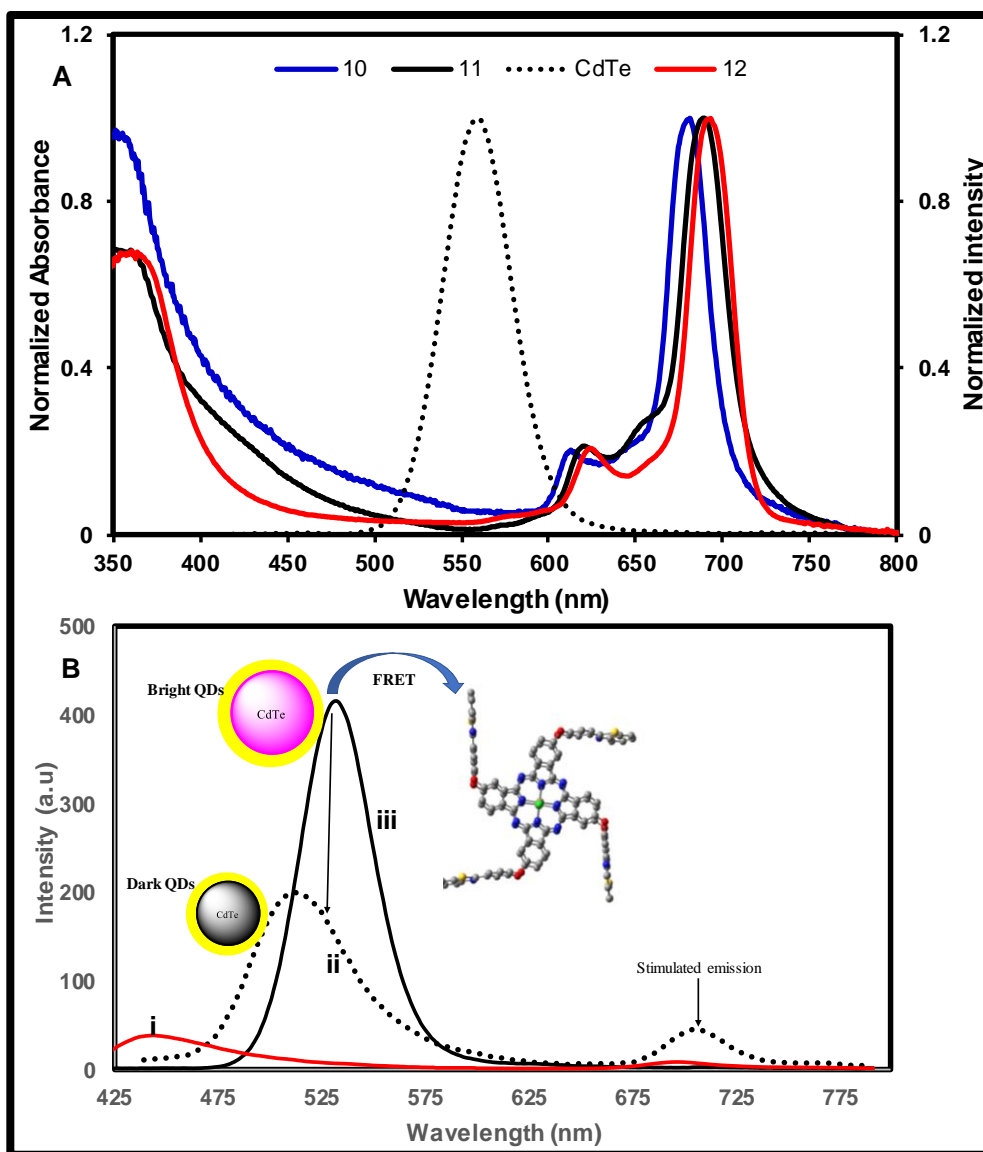 1.2 1.2
A 10 11 CdTe 12
0.8 0.8
Normalized Absorbance
Normalized intensity
0.4 0.4
0 0
350 400 450 500 550 600 650 700 750 800
Wavelength (nm)
500
B
Bright QDs FRET
CdTe
400
300
iii
Intensity (a.u)
Dark QDs
200
CdTe
ii
Stimulated emission
100
i
0
425 475 525 575 625 675 725 775
Wavelength (nm)